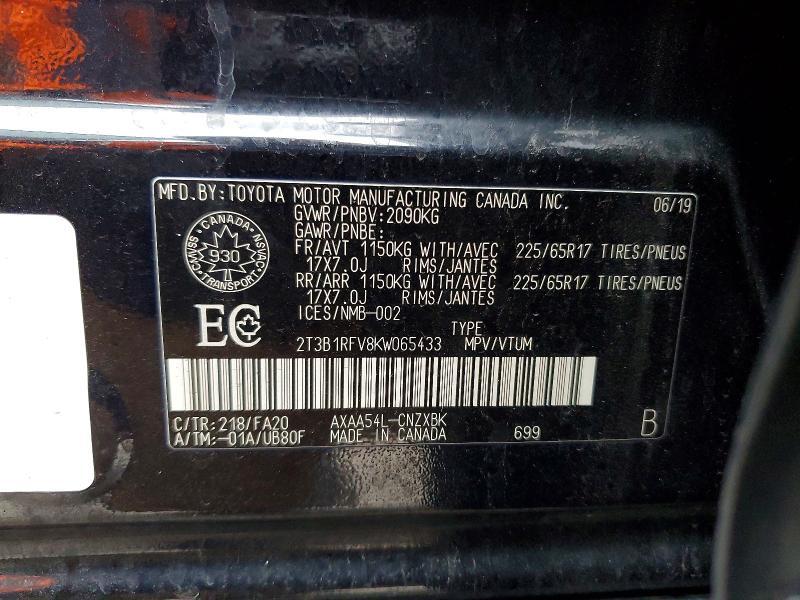 MFD.BY:TOYOTA MOTOR MANUFACTURING CANADA INC. 06/19
GVWR/PNBV:2090KG
GAWR/PNBE:
FR/AVT 1150KG WITH/AVEC 225/65R17 TIRES/PNEUS
17X7.0J RIMS/JANTES
RR/ARR 1150KG WITH/AVEC 225/65R17 TIRES/PNEUS
17X7.0J RIMS/JANTES
ICES/NMB-002
CANADA
NSVAC
930
SVNAC
TRANSPORT
EC
TYPE
2T3B1RFV8KW065433 MPV/VTUM
C/TR:218/FA20 AXAA54L-CNZXBK
A/TM:-01A/UB80F MADE IN CANADA 699 B